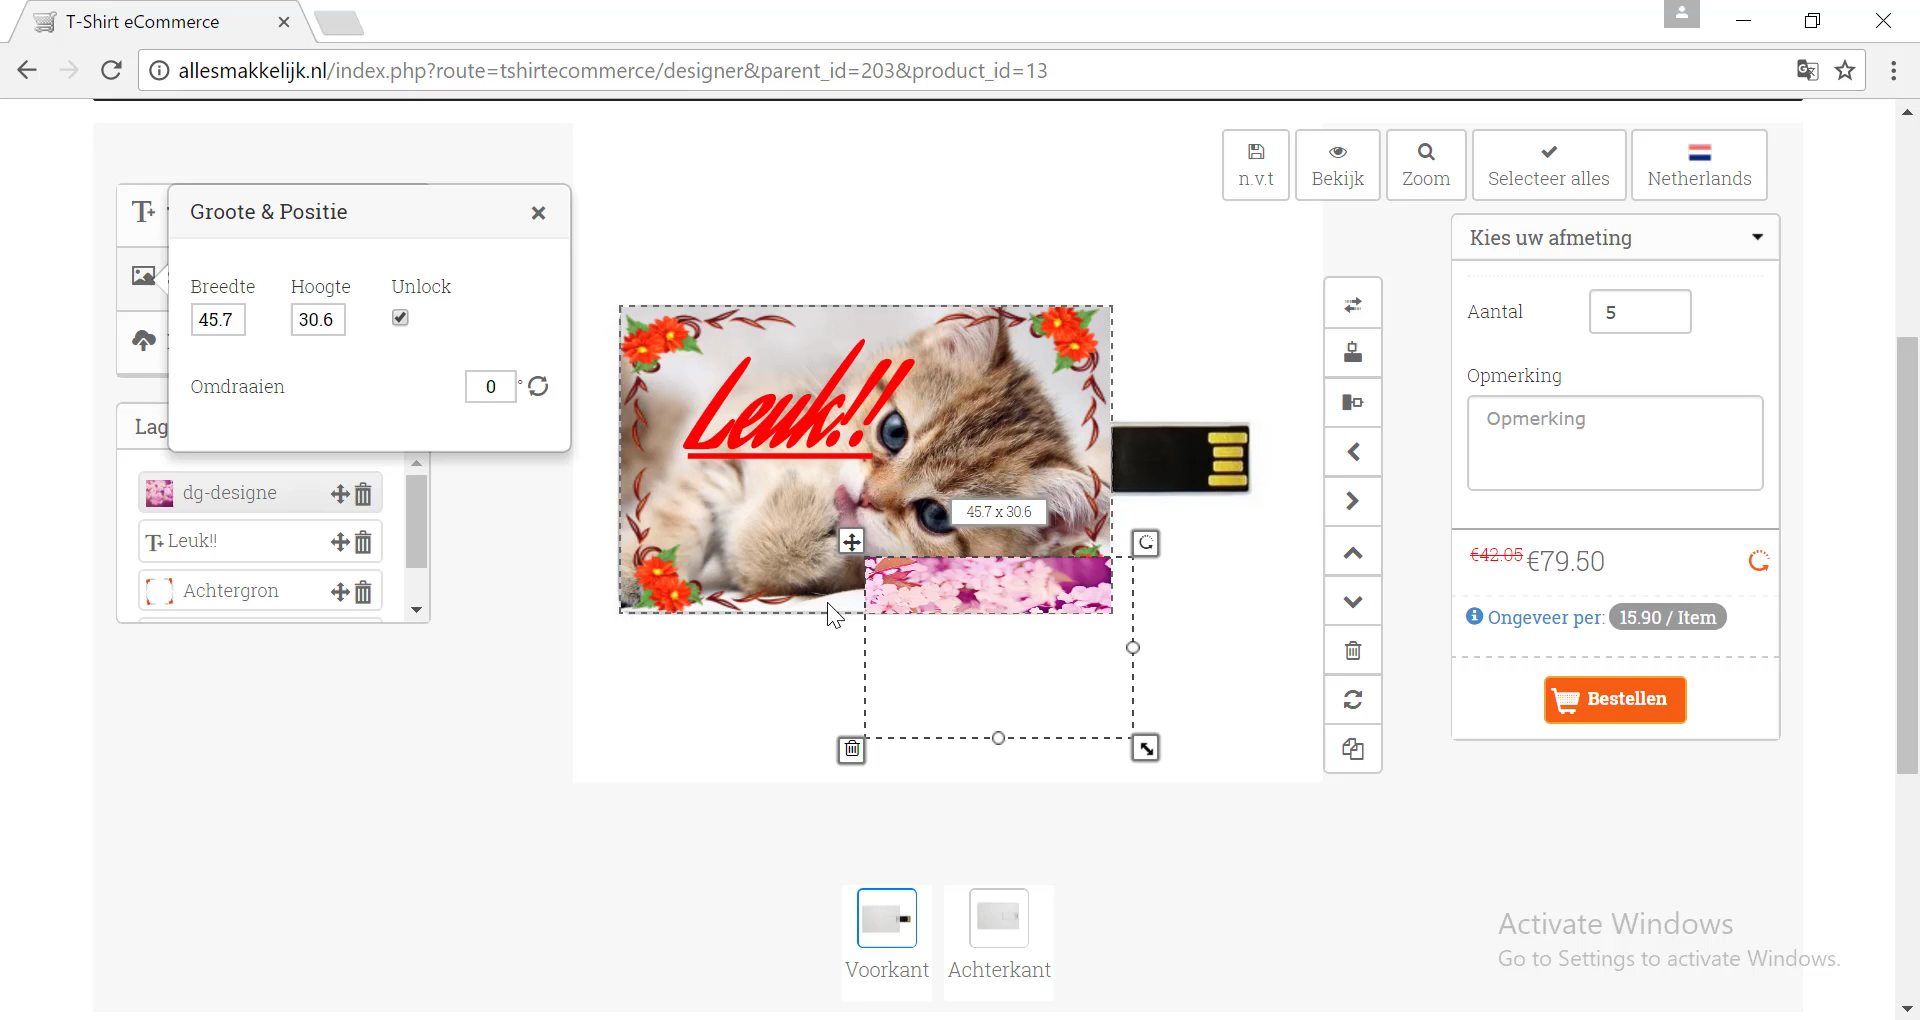 T-Shirt eCommerce
allesmakkelijk.nl/index.php?route=tshirtecommerce/designer&parent_id=203&product_id=13
n.v.t
Bekijk
Zoom
Selecteer alles
Netherlands
Groote & Positie
Breedte
Hoogte
Unlock
45.7
30.6
Omdraaien
0 °
Lag
dg-designe
Leuk!!
Achtergron
Leuk!!
45.7 x 30.6
Kies uw afmeting
Aantal
5
Opmerking
Opmerking
€42.05 €79.50
Ongeveer per: 15.90 / Item
Bestellen
Voorkant
Achterkant
Activate Windows
Go to Settings to activate Windows.